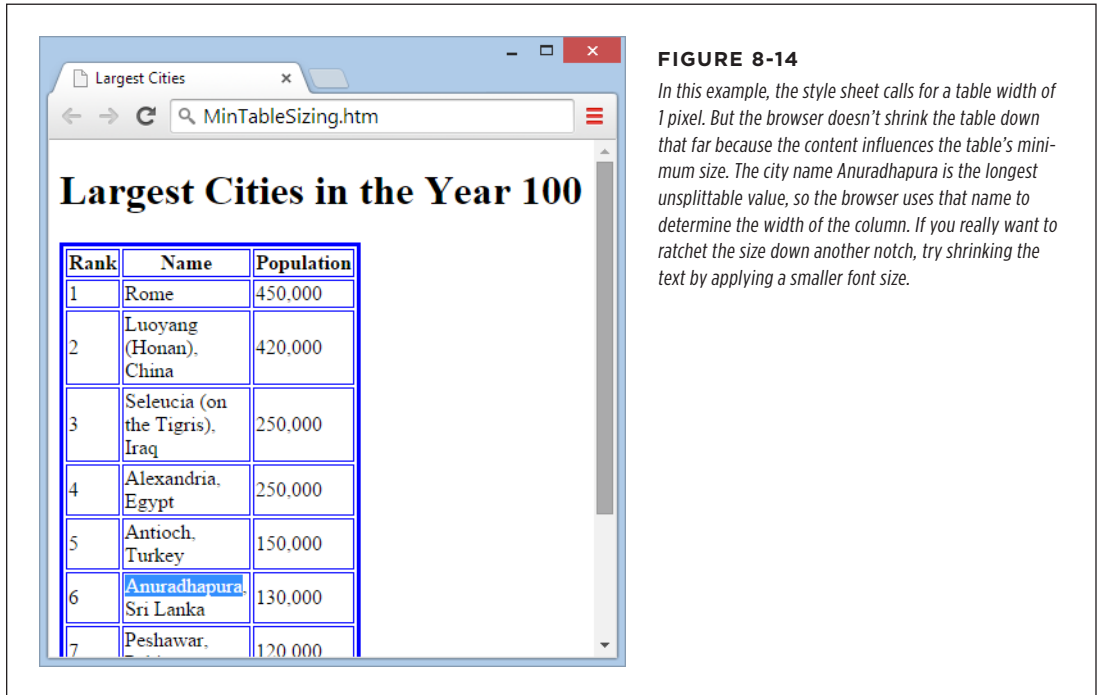 Largest Cities
MinTableSizing.htm
Largest Cities in the Year 100
Rank Name Population
1 Rome 450,000
2 Luoyang (Honan), China 420,000
3 Seleucia (on the Tigris), Iraq 250,000
4 Alexandria, Egypt 250,000
5 Antioch, Turkey 150,000
6 Anuradhapura, Sri Lanka 130,000
7 Peshawar, 120,000
FIGURE 8-14
In this example, the style sheet calls for a table width of
1 pixel. But the browser doesn’t shrink the table down
that far because the content influences the table’s mini-
mum size. The city name Anuradhapura is the longest
unsplittable value, so the browser uses that name to
determine the width of the column. If you really want to
ratchet the size down another notch, try shrinking the
text by applying a smaller font size.